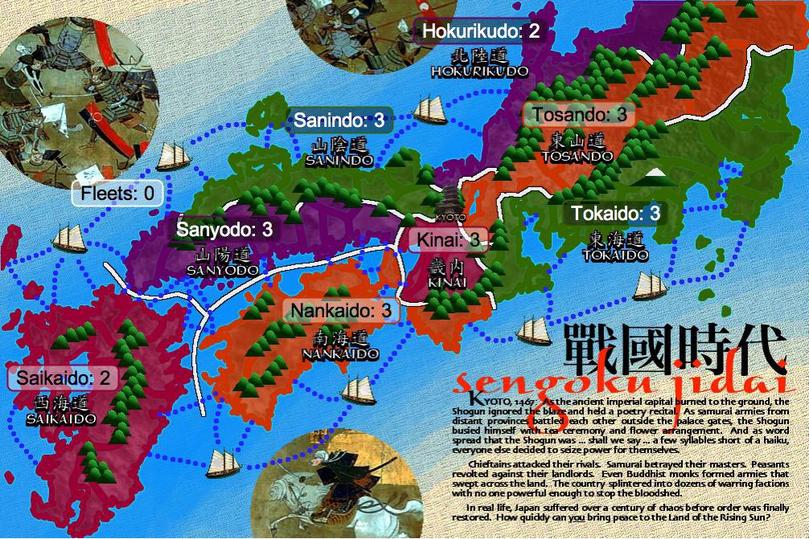 Hokurikudo: 2
北陸道
HOKURIKUDO
Sanindo: 3
山陰道
SANINDO
Tosando: 3
東山道
TOSANDO
Fleets: 0
KYOTO
Sanyodo: 3
山陽道
SANYODO
Kinai: 3
畿内
KINAI
Tokaido: 3
東海道
TOKAIDO
Nankaido: 3
南海道
NANKAIDO
Saikaido: 2
西海道
SAIKAIDO
戰國時代
sengoku jidai
KYOTO, 1467: As the ancient imperial capital burned to the ground, the
Shogun ignored the blaze and held a poetry recital. As samurai armies from
distant provinces battled each other outside the palace gates, the Shogun
busied himself with tea ceremony and flower arrangement. And as word
spread that the Shogun was ... shall we say ... a few syllables short of a haiku,
everyone else decided to seize power for themselves.
Chieftains attacked their rivals. Samurai betrayed their masters. Peasants
revolted against their landlords. Even Buddhist monks formed armies that
swept across the land. The country splintered into dozens of warring factions
with no one powerful enough to stop the bloodshed.
In real life, Japan suffered over a century of chaos before order was finally
restored. How quickly can you bring peace to the Land of the Rising Sun?